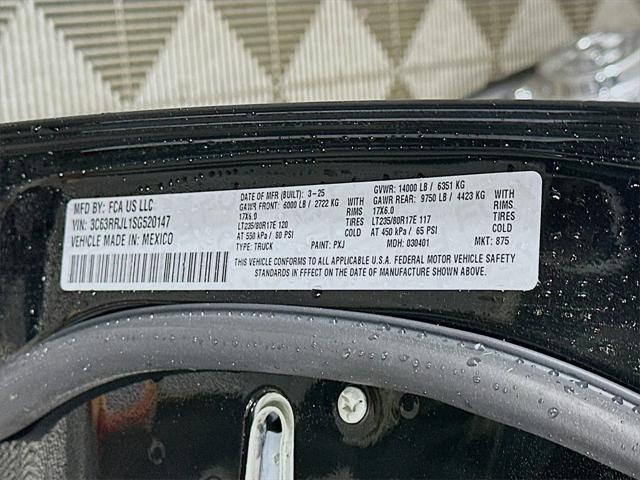 MFD BY: FCA US LLC
VIN: 3C63RRJL1SG520147
VEHICLE MADE IN: MEXICO
DATE OF MFR (BUILT): 3-25
GAWR FRONT: 6000 LB / 2722 KG
WITH
17X6.0 RIMS
LT235/80R17E 120
AT 550 kPa / 80 PSI COLD
TYPE: TRUCK PAINT: PXJ
GVWR: 14000 LB / 6351 KG
GAWR REAR: 9750 LB / 4423 KG
WITH
17X6.0 RIMS
LT235/80R17E 117
AT 450 kPa / 65 PSI COLD
MDH: 030401 MKT: 875
THIS VEHICLE CONFORMS TO ALL APPLICABLE U.S.A. FEDERAL MOTOR VEHICLE SAFETY
STANDARDS IN EFFECT ON THE DATE OF MANUFACTURE SHOWN ABOVE.